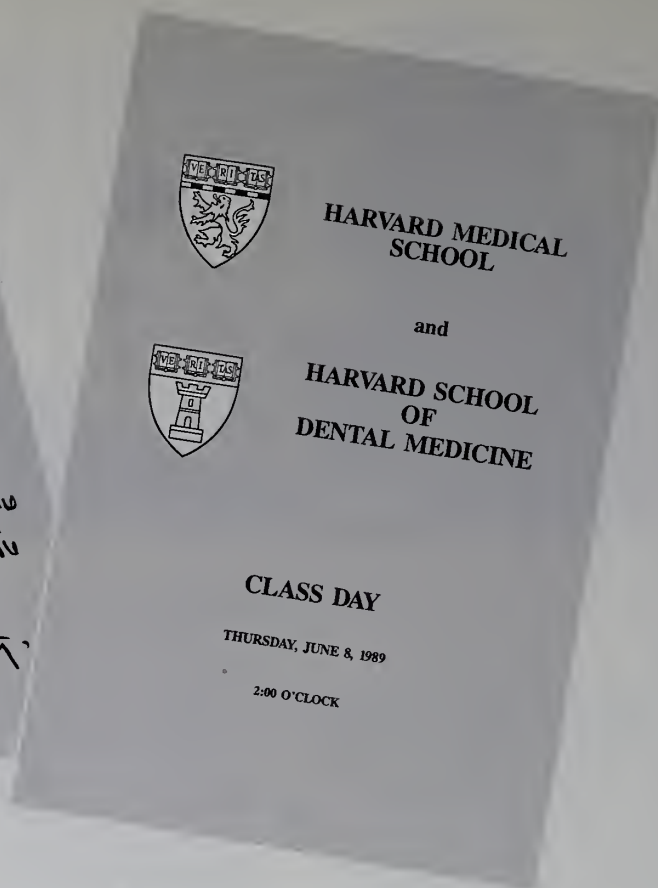 VE RI TAS
HARVARD MEDICAL
SCHOOL
and
VE RI TAS
HARVARD SCHOOL
OF
DENTAL MEDICINE
CLASS DAY
THURSDAY, JUNE 8, 1989
2:00 O'CLOCK